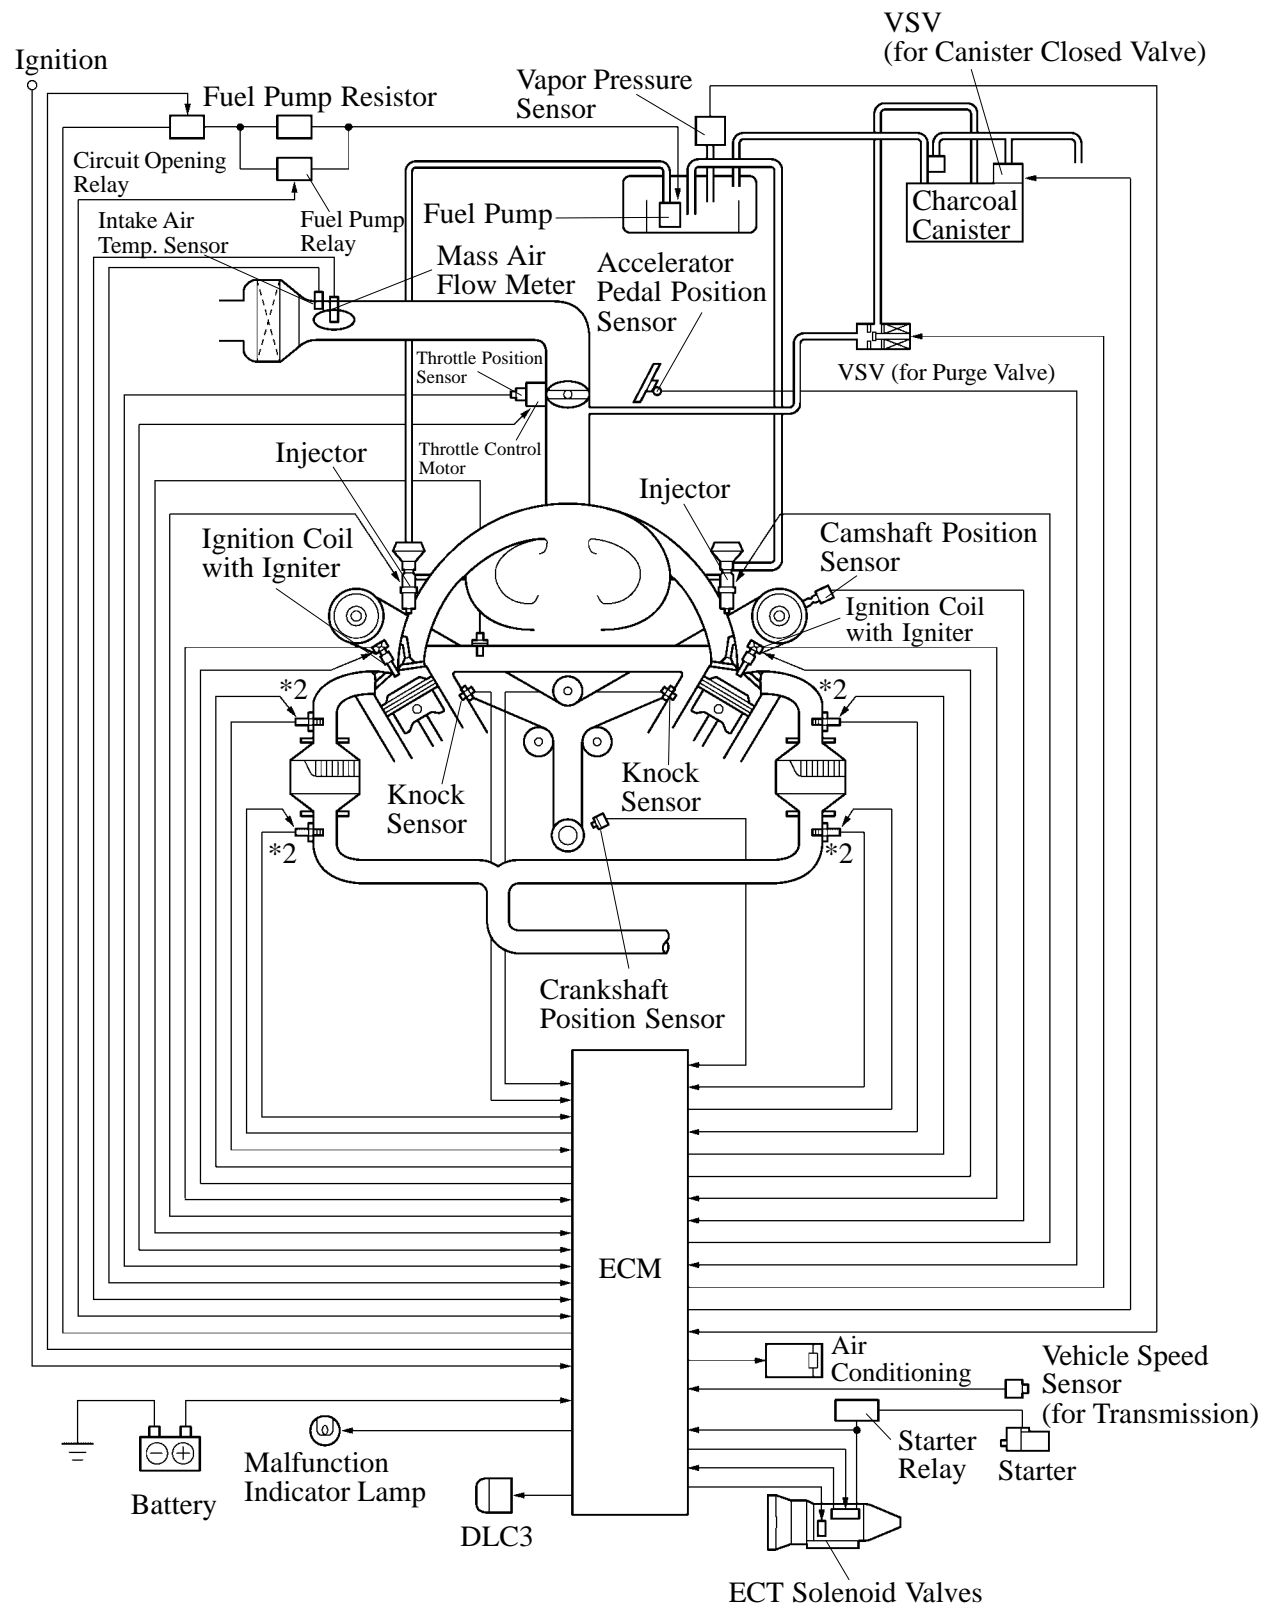 VSV
(for Canister Closed Valve)
Ignition
Vapor Pressure
Sensor
Fuel Pump Resistor
Circuit Opening
Relay
Charcoal
Canister
Fuel Pump
Fuel Pump
Relay
Intake Air
Temp. Sensor
Mass Air
Flow Meter
Accelerator
Pedal Position
Sensor
Throttle Position
Sensor
VSV (for Purge Valve)
Throttle Control
Motor
Injector
Injector
Ignition Coil
with Igniter
Camshaft Position
Sensor
Ignition Coil
with Igniter
*2
*2
Knock
Sensor
Knock
Sensor
*2
*2
Crankshaft
Position Sensor
ECM
Air
Conditioning
Vehicle Speed
Sensor
(for Transmission)
Starter
Relay
Starter
Malfunction
Indicator Lamp
Battery
DLC3
ECT Solenoid Valves